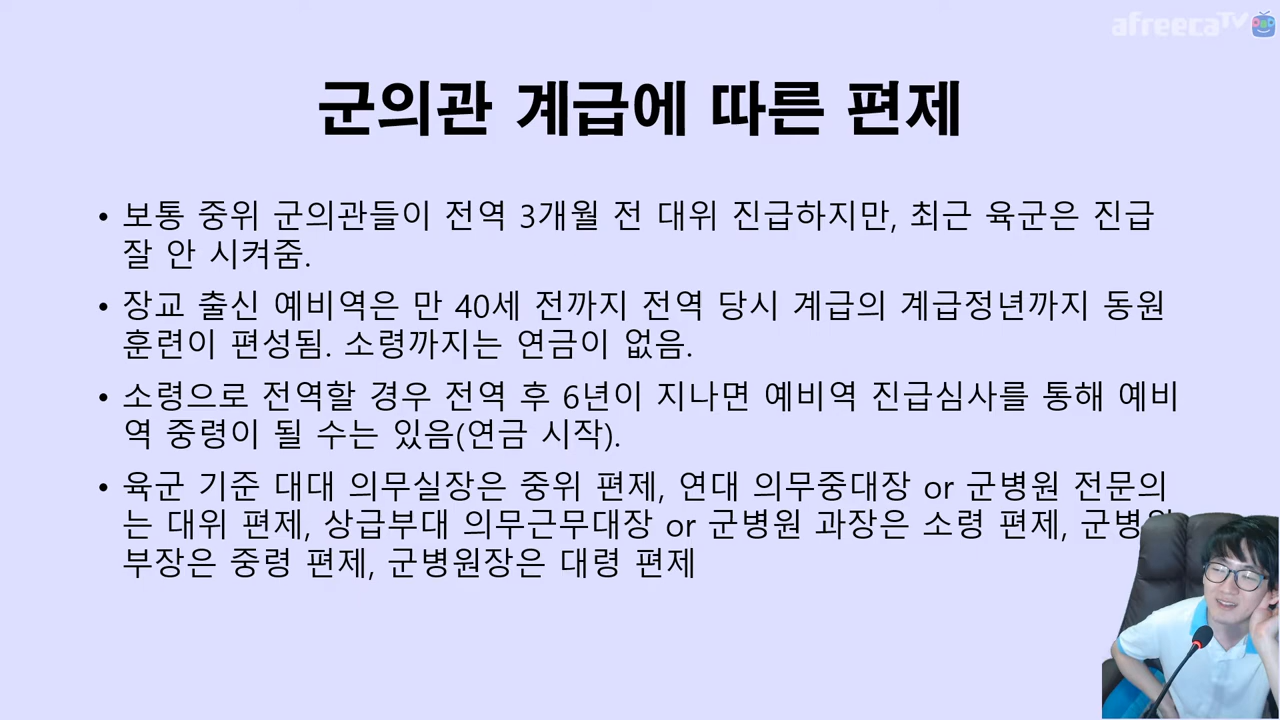 afreecaTV
군의관 계급에 따른 편제
• 보통 중위 군의관들이 전역 3개월 전 대위 진급하지만, 최근 육군은 진급
잘 안 시켜줌.
• 장교 출신 예비역은 만 40세 전까지 전역 당시 계급의 계급정년까지 동원
훈련이 편성됨. 소령까지는 연금이 없음.
• 소령으로 전역할 경우 전역 후 6년이 지나면 예비역 진급심사를 통해 예비
역 중령이 될 수는 있음(연금 시작).
• 육군 기준 대대 의무실장은 중위 편제, 연대 의무중대장 or 군병원 전문의
는 대위 편제, 상급부대 의무근무대장 or 군병원 과장은 소령 편제, 군병원
부장은 중령 편제, 군병원장은 대령 편제